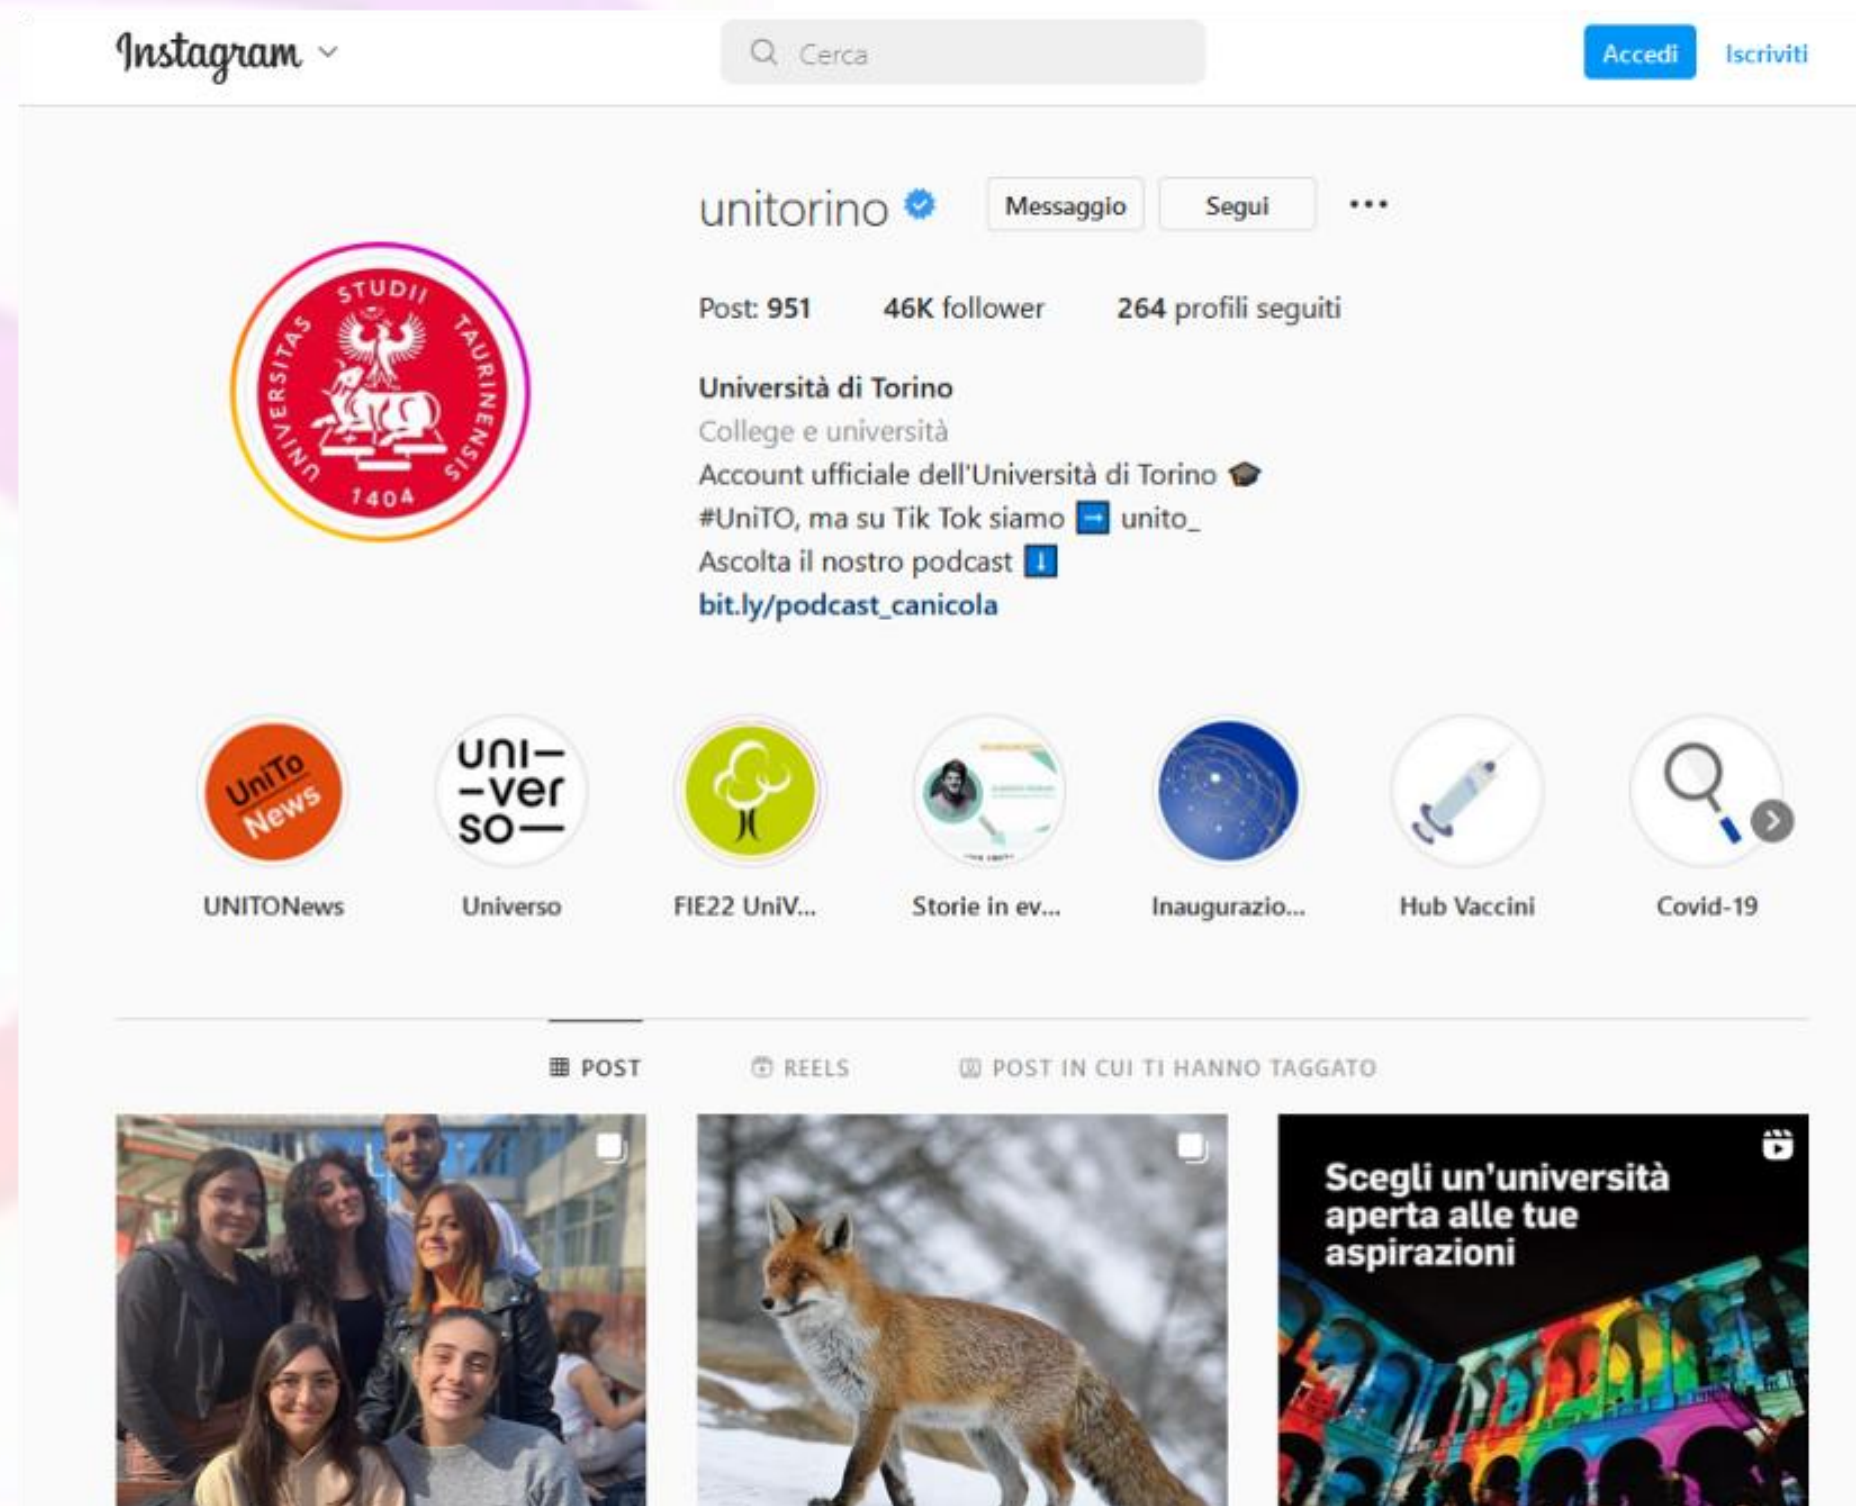 Instagram
Cerca
Accedi
Iscriviti
unitorino
Messaggio
Segui
Post: 951
46K follower
264 profili seguiti
UNIVERSITAS STUDII TAURINENSIS
1404
Università di Torino
College e università
Account ufficiale dell'Università di Torino
#UniTO, ma su Tik Tok siamo ➡ unito_
Ascolta il nostro podcast ⬇
bit.ly/podcast_canicola
UniTo
News
UNI–
–ver
so—
UNITONews
Universo
FIE22 UniV...
Storie in ev...
Inaugurazio...
Hub Vaccini
Covid-19
POST
REELS
POST IN CUI TI HANNO TAGGATO
Scegli un'università
aperta alle tue
aspirazioni